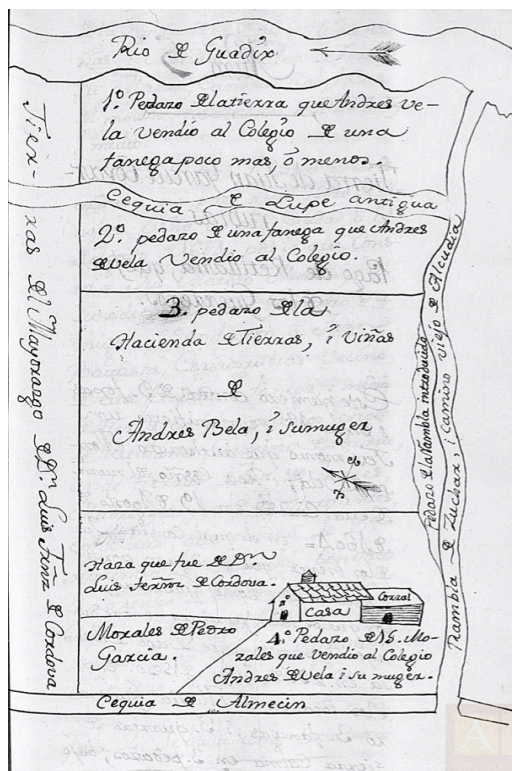 Rio de Guadix
1º. Pedazo de la tierra que Andres Ve-
la vendio al Colegio de una
fanega poco mas, ó menos.
Cequia de Lupe antigua
2º. pedazo de una fanega que Andres
de Vela Vendio al Colegio.
3. pedazo de la
Hacienda de Tierras, i Viñas
de
Andres Bela, i su muger
Haza que fue de Dn
Luis ferñnz de Cordova.
Casa
Corral
Morales de Pedro
Garcia.
4º. Pedazo de 15. Mo-
rales que Vendio al Colegio
Andres de Vela i su muger.
Cequia de Almecin
Tier-
ras del Mayorazgo de Dn Luis Fernz de Cordova
Pedazo de la Rambla introducido
Rambla de Zuchar, i camino viejo de Alcudia
A